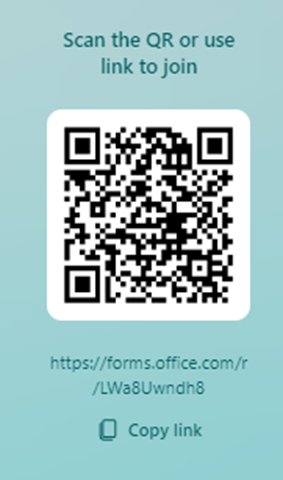 Scan the QR or use
link to join
https://forms.office.com/r
/LWa8Uwndh8
Copy link